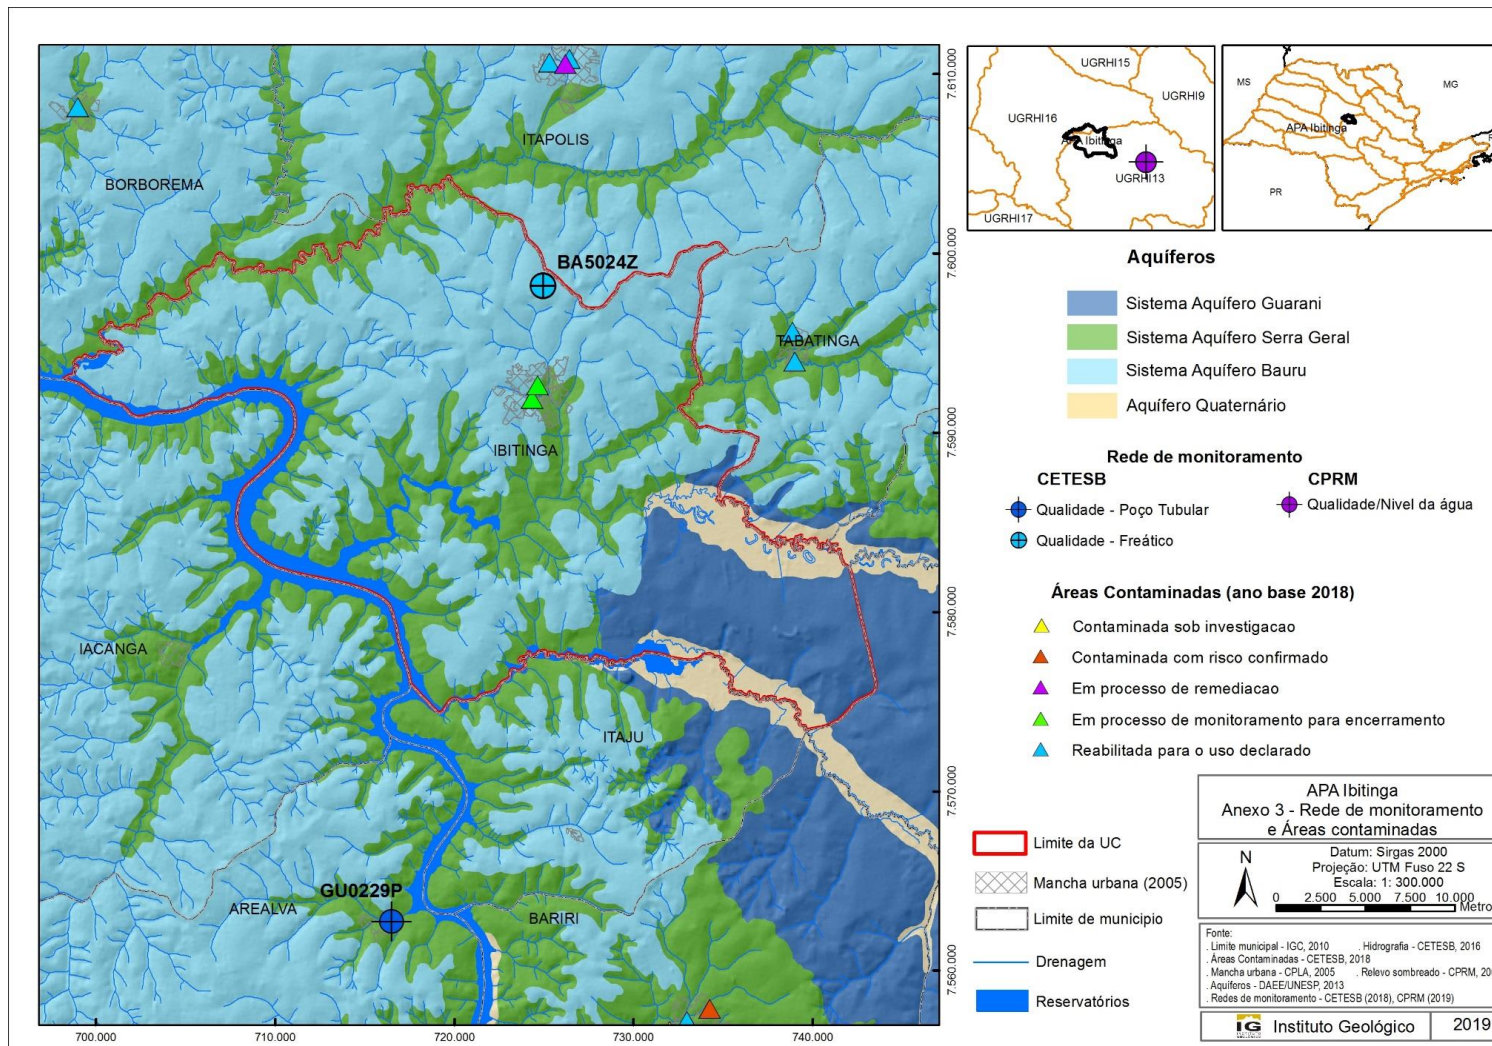 BORBOREMA
ITAPOLIS
BA5024Z
TABATINGA
IBITINGA
IACANGA
ITAJU
GU0229P
AREALVA
BARIRI
700.000
710.000
720.000
730.000
740.000
7.610.000
7.600.000
7.590.000
7.580.000
7.570.000
7.560.000
UGRHI15
UGRHI9
UGRHI16
APA Ibitinga
UGRHI13
UGRHI17
MS
MG
APA Ibitinga
PR
Aquíferos
Sistema Aquífero Guarani
Sistema Aquífero Serra Geral
Sistema Aquífero Bauru
Aquífero Quaternário
Rede de monitoramento
CETESB
CPRM
Qualidade - Poço Tubular
Qualidade/Nivel da água
Qualidade - Freático
Áreas Contaminadas (ano base 2018)
Contaminada sob investigacao
Contaminada com risco confirmado
Em processo de remediacao
Em processo de monitoramento para encerramento
Reabilitada para o uso declarado
Limite da UC
Mancha urbana (2005)
Limite de municipio
Drenagem
Reservatórios
APA Ibitinga
Anexo 3 - Rede de monitoramento
e Áreas contaminadas
N
Datum: Sirgas 2000
Projeção: UTM Fuso 22 S
Escala: 1: 300.000
0 2.500 5.000 7.500 10.000
Metro
Fonte:
. Limite municipal - IGC, 2010 . Hidrografia - CETESB, 2016
. Áreas Contaminadas - CETESB, 2018
. Mancha urbana - CPLA, 2005 . Relevo sombreado - CPRM, 20
. Aquiferos - DAEE/UNESP, 2013
. Redes de monitoramento - CETESB (2018), CPRM (2019)
IG
Instituto Geológico
2019